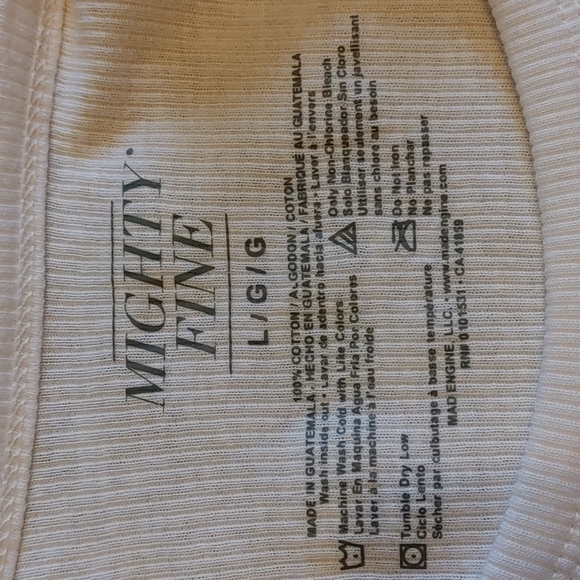 MIGHTY
FINE
L / G / G
100% COTTON / ALGODON / COTON
MADE IN GUATEMALA • HECHO EN GUATEMALA / FABRIQUÉ AU GUATEMALA
Wash inside out • Lavar de adentro hacia afuera • Laver à l'envers
Machine Wash Cold with Like Colors
Lavar En Maquina Agua Fria Por Colores
Laver à la machine à l'eau froide
Only Non-Chlorine Bleach
Solo Blanqueador Sin Cloro
Utiliser seulement un javellisant
sans chlore au besoin
Tumble Dry Low
Ciclo Lento
Sécher par culbutage à basse température
Do Not Iron
No Planchar
Ne pas repasser
MAD ENGINE, LLC. • www.madengine.com
RN# 0101531 • CA 41899